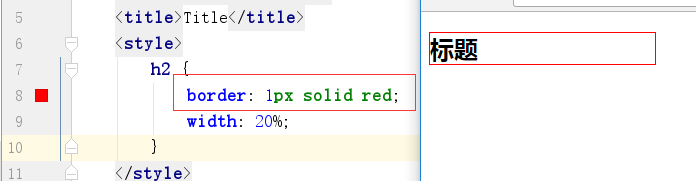 5 <title>Title</title>
6 <style>
7 h2 {
8 border: 1px solid red;
9 width: 20%;
10 }
11 </style>
标题